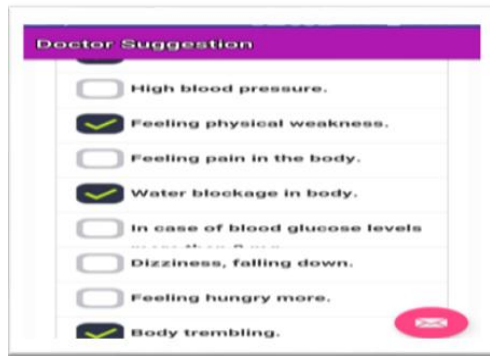 Doctor Suggestion
High blood pressure.
Feeling physical weakness.
Feeling pain in the body.
Water blockage in body.
In case of blood glucose levels
Dizziness, falling down.
Feeling hungry more.
Body trembling.